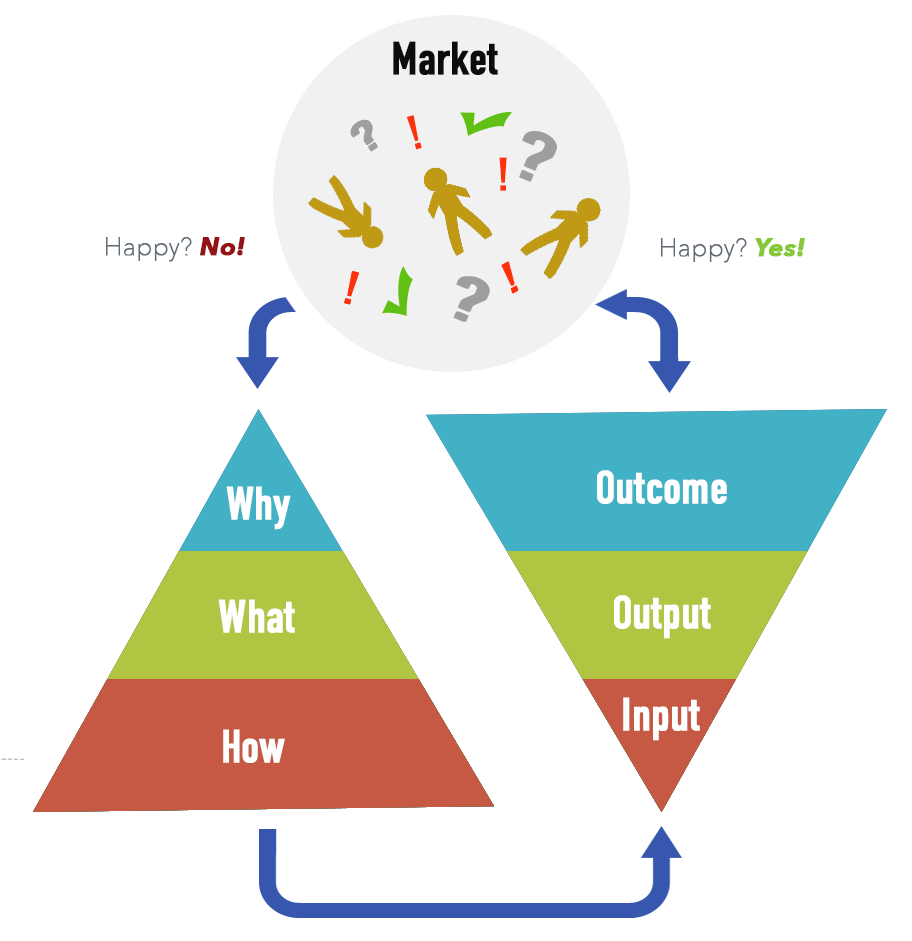 Market
? ! ?
!
Happy? No!
Happy? Yes!
! ? !
Why
Outcome
What
Output
Input
How